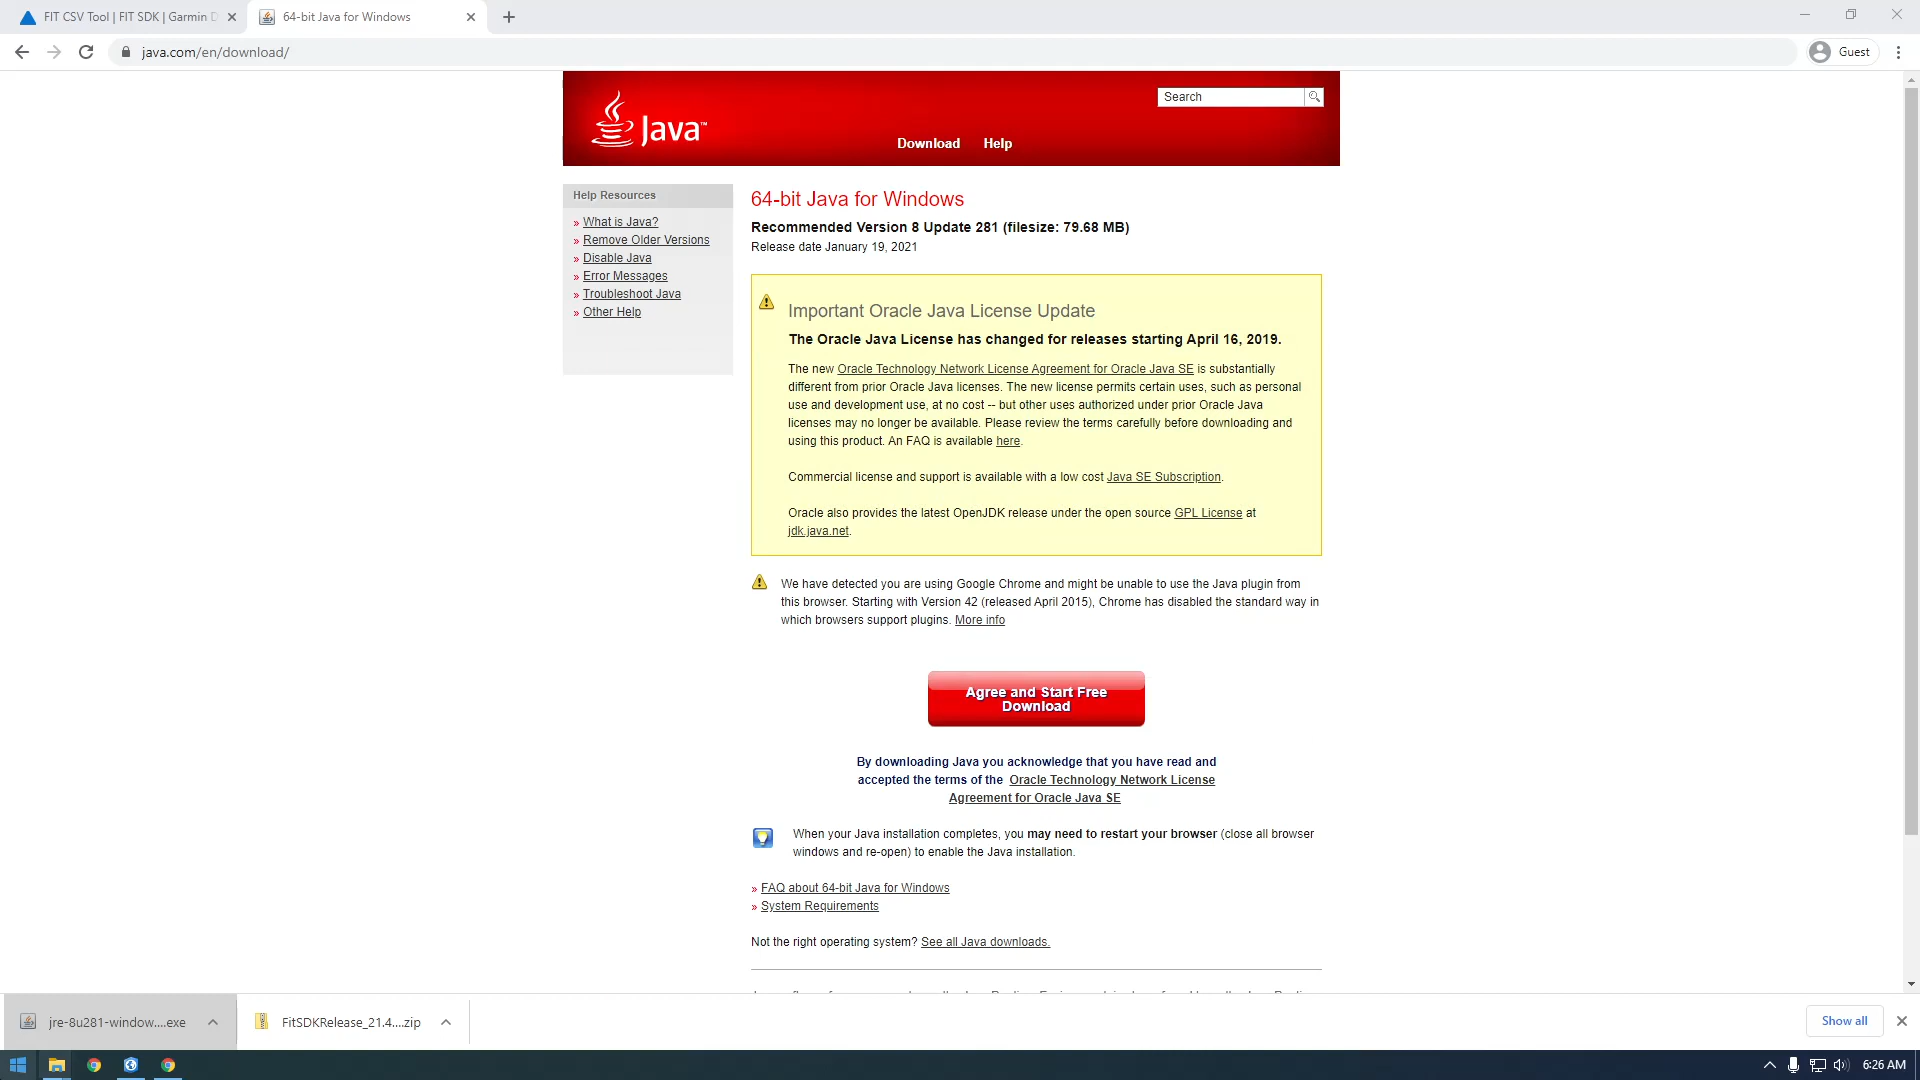 FIT CSV Tool | FIT SDK | Garmin D
64-bit Java for Windows
java.com/en/download/
Guest
Java™
Search
Download
Help
Help Resources
» What is Java?
» Remove Older Versions
» Disable Java
» Error Messages
» Troubleshoot Java
» Other Help
64-bit Java for Windows
Recommended Version 8 Update 281 (filesize: 79.68 MB)
Release date January 19, 2021
Important Oracle Java License Update
The Oracle Java License has changed for releases starting April 16, 2019.
The new Oracle Technology Network License Agreement for Oracle Java SE is substantially
different from prior Oracle Java licenses. The new license permits certain uses, such as personal
use and development use, at no cost -- but other uses authorized under prior Oracle Java
licenses may no longer be available. Please review the terms carefully before downloading and
using this product. An FAQ is available here.
Commercial license and support is available with a low cost Java SE Subscription.
Oracle also provides the latest OpenJDK release under the open source GPL License at
jdk.java.net.
We have detected you are using Google Chrome and might be unable to use the Java plugin from
this browser. Starting with Version 42 (released April 2015), Chrome has disabled the standard way in
which browsers support plugins. More info
Agree and Start Free
Download
By downloading Java you acknowledge that you have read and
accepted the terms of the Oracle Technology Network License
Agreement for Oracle Java SE
When your Java installation completes, you may need to restart your browser (close all browser
windows and re-open) to enable the Java installation.
» FAQ about 64-bit Java for Windows
» System Requirements
Not the right operating system? See all Java downloads.
jre-8u281-window....exe
FitSDKRelease_21.4....zip
Show all
6:26 AM